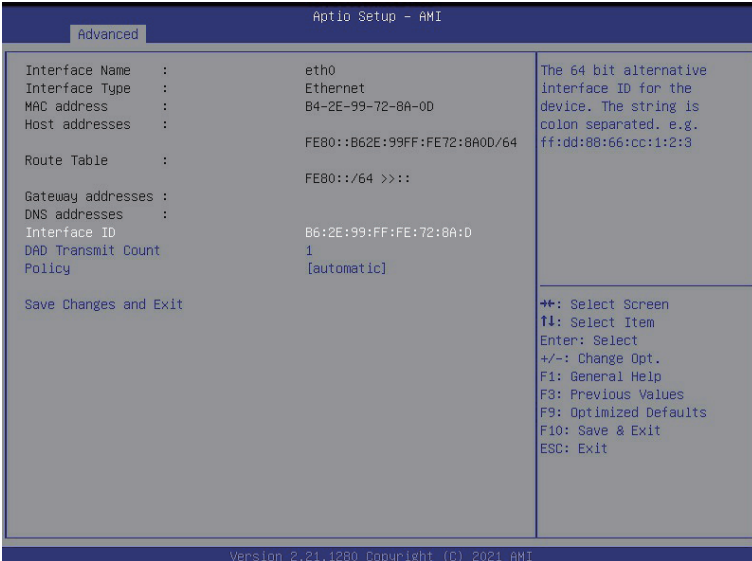 Aptio Setup – AMI
Advanced
Interface Name : eth0
Interface Type : Ethernet
MAC address : B4-2E-99-72-8A-0D
Host addresses :
FE80::B62E:99FF:FE72:8A0D/64
Route Table :
FE80::/64 >>::
Gateway addresses :
DNS addresses :
Interface ID B6:2E:99:FF:FE:72:8A:D
DAD Transmit Count 1
Policy [automatic]
Save Changes and Exit
The 64 bit alternative
interface ID for the
device. The string is
colon separated. e.g.
ff:dd:88:66:cc:1:2:3
→←: Select Screen
↑↓: Select Item
Enter: Select
+/-: Change Opt.
F1: General Help
F3: Previous Values
F9: Optimized Defaults
F10: Save & Exit
ESC: Exit
Version 2.21.1280 Copyright (C) 2021 AMI